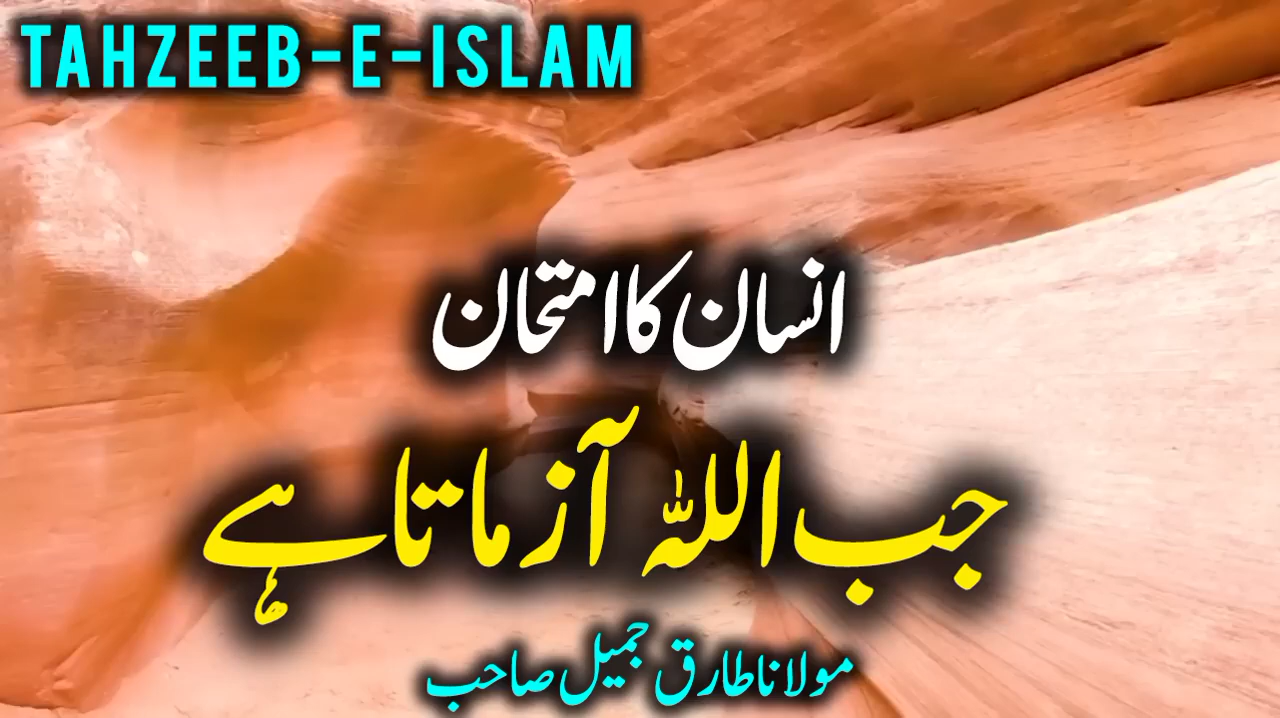 TAHZEEB-E-ISLAM
انسان کا امتحان
جب اللہ آزماتا ہے
مولانا طارق جمیل صاحب